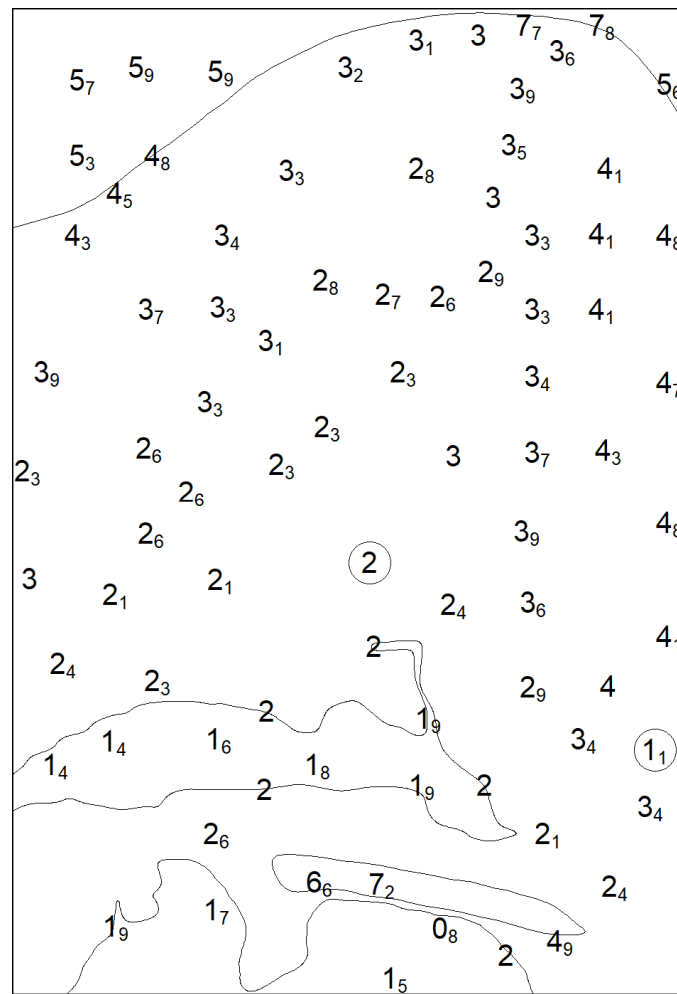 7₇ 7₈
3₁ 3 3₆
5₇ 5₉ 5₉ 3₂ 3₉ 5₆
5₃ 4₈ 3₃ 2₈ 3₅ 4₁
4₅ 3
4₃ 3₄ 3₃ 4₁ 4₈
2₈ 2₇ 2₆ 2₉
3₇ 3₃ 3₃ 4₁
3₁
3₉ 2₃ 3₄ 4₇
3₃
2₃
2₆ 3 3₇ 4₃
2₃ 2₃
2₆
2₆ 3₉ 4₈
2
3 2₁ 2₁
2₄ 3₆
2 4₁
2₄ 2₃ 2₉ 4
2 1₉
1₄ 1₆ 3₄ 1₁
1₄ 1₈
2 1₉ 2
3₄
2₆ 2₁
6₆ 7₂ 2₄
1₇
1₉ 0₈
4₉
2
1₅